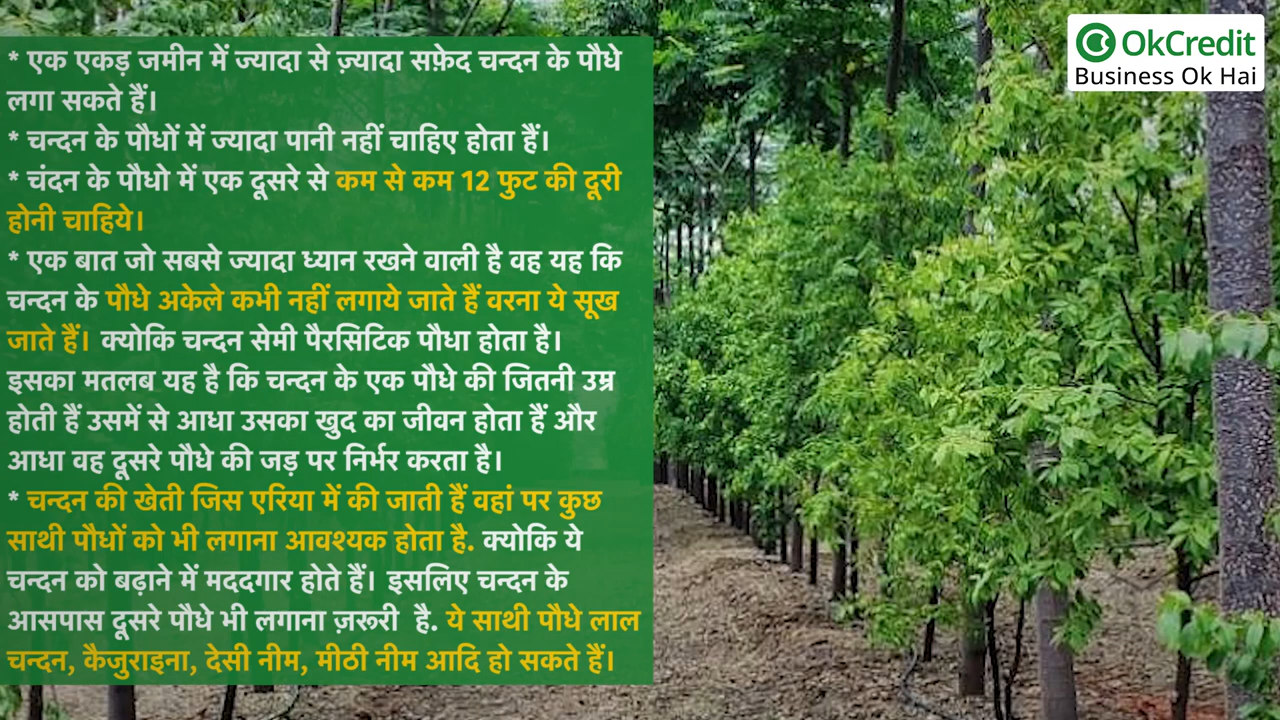 * एक एकड़ जमीन में ज्यादा से ज़्यादा सफ़ेद चन्दन के पौधे
लगा सकते हैं।
* चन्दन के पौधों में ज्यादा पानी नहीं चाहिए होता हैं।
* चंदन के पौधो में एक दूसरे से कम से कम 12 फुट की दूरी
होनी चाहिये।
* एक बात जो सबसे ज्यादा ध्यान रखने वाली है वह यह कि
चन्दन के पौधे अकेले कभी नहीं लगाये जाते हैं वरना ये सूख
जाते हैं। क्योकि चन्दन सेमी पैरसिटिक पौधा होता है।
इसका मतलब यह है कि चन्दन के एक पौधे की जितनी उम्र
होती हैं उसमें से आधा उसका खुद का जीवन होता हैं और
आधा वह दूसरे पौधे की जड़ पर निर्भर करता है।
* चन्दन की खेती जिस एरिया में की जाती हैं वहां पर कुछ
साथी पौधों को भी लगाना आवश्यक होता है. क्योकि ये
चन्दन को बढ़ाने में मददगार होते हैं। इसलिए चन्दन के
आसपास दूसरे पौधे भी लगाना ज़रूरी है. ये साथी पौधे लाल
चन्दन, कैजुराइना, देसी नीम, मीठी नीम आदि हो सकते हैं।
OkCredit
Business Ok Hai